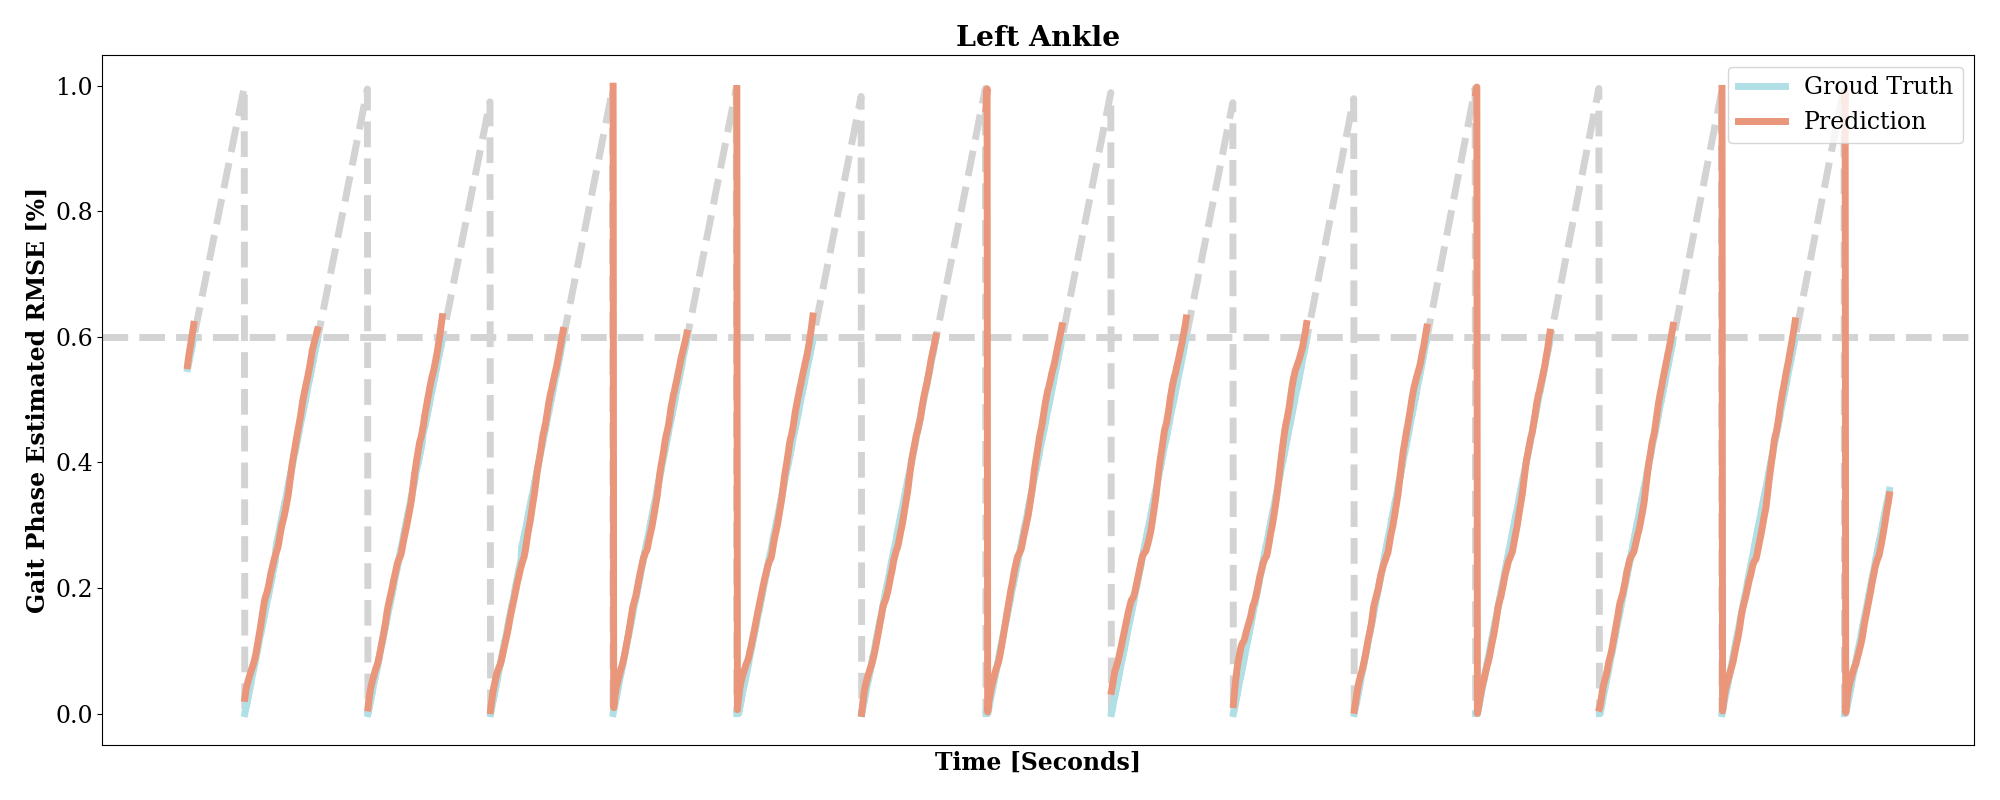 Left Ankle
Groud Truth
Prediction
Gait Phase Estimated RMSE [%]
1.0
0.8
0.6
0.4
0.2
0.0
Time [Seconds]